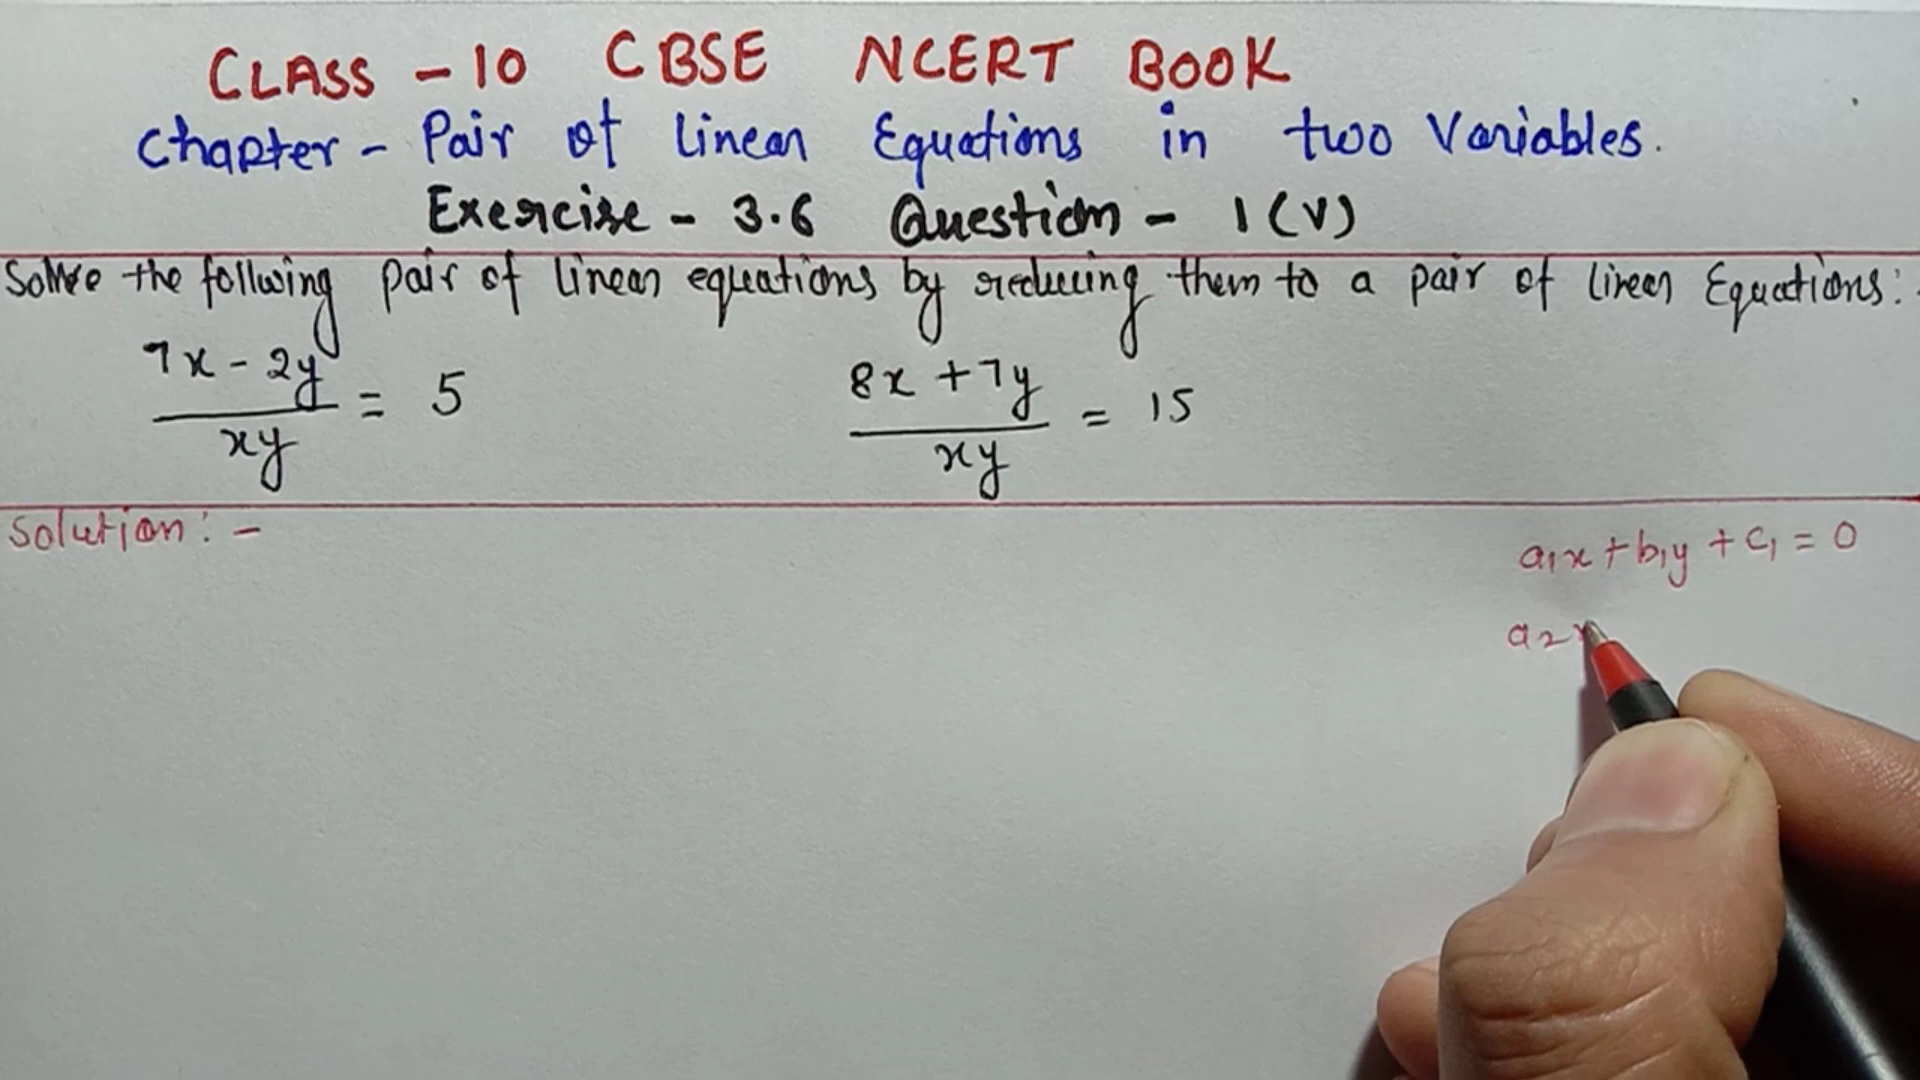 CLASS - 10 CBSE NCERT BOOK
Chapter - Pair of Linear Equations in two Variables.
Exercise - 3.6 Question - 1(V)
Solve the following pair of linear equations by reducing them to a pair of linear Equations:-
7x - 2y / xy = 5    8x + 7y / xy = 15
Solution:-
a₁x + b₁y + c₁ = 0
a₂x